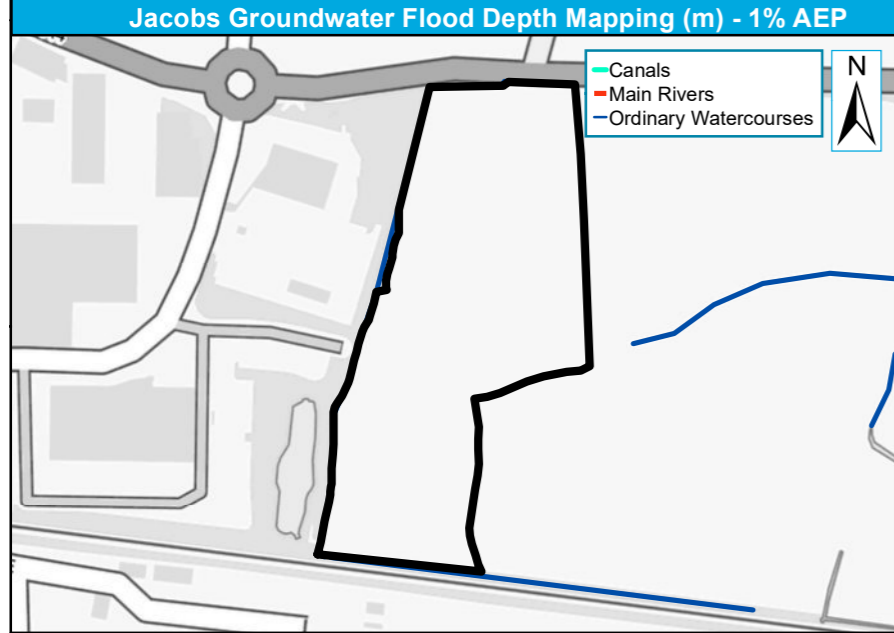 Jacobs Groundwater Flood Depth Mapping (m) - 1% AEP
Canals
Main Rivers
Ordinary Watercourses
N